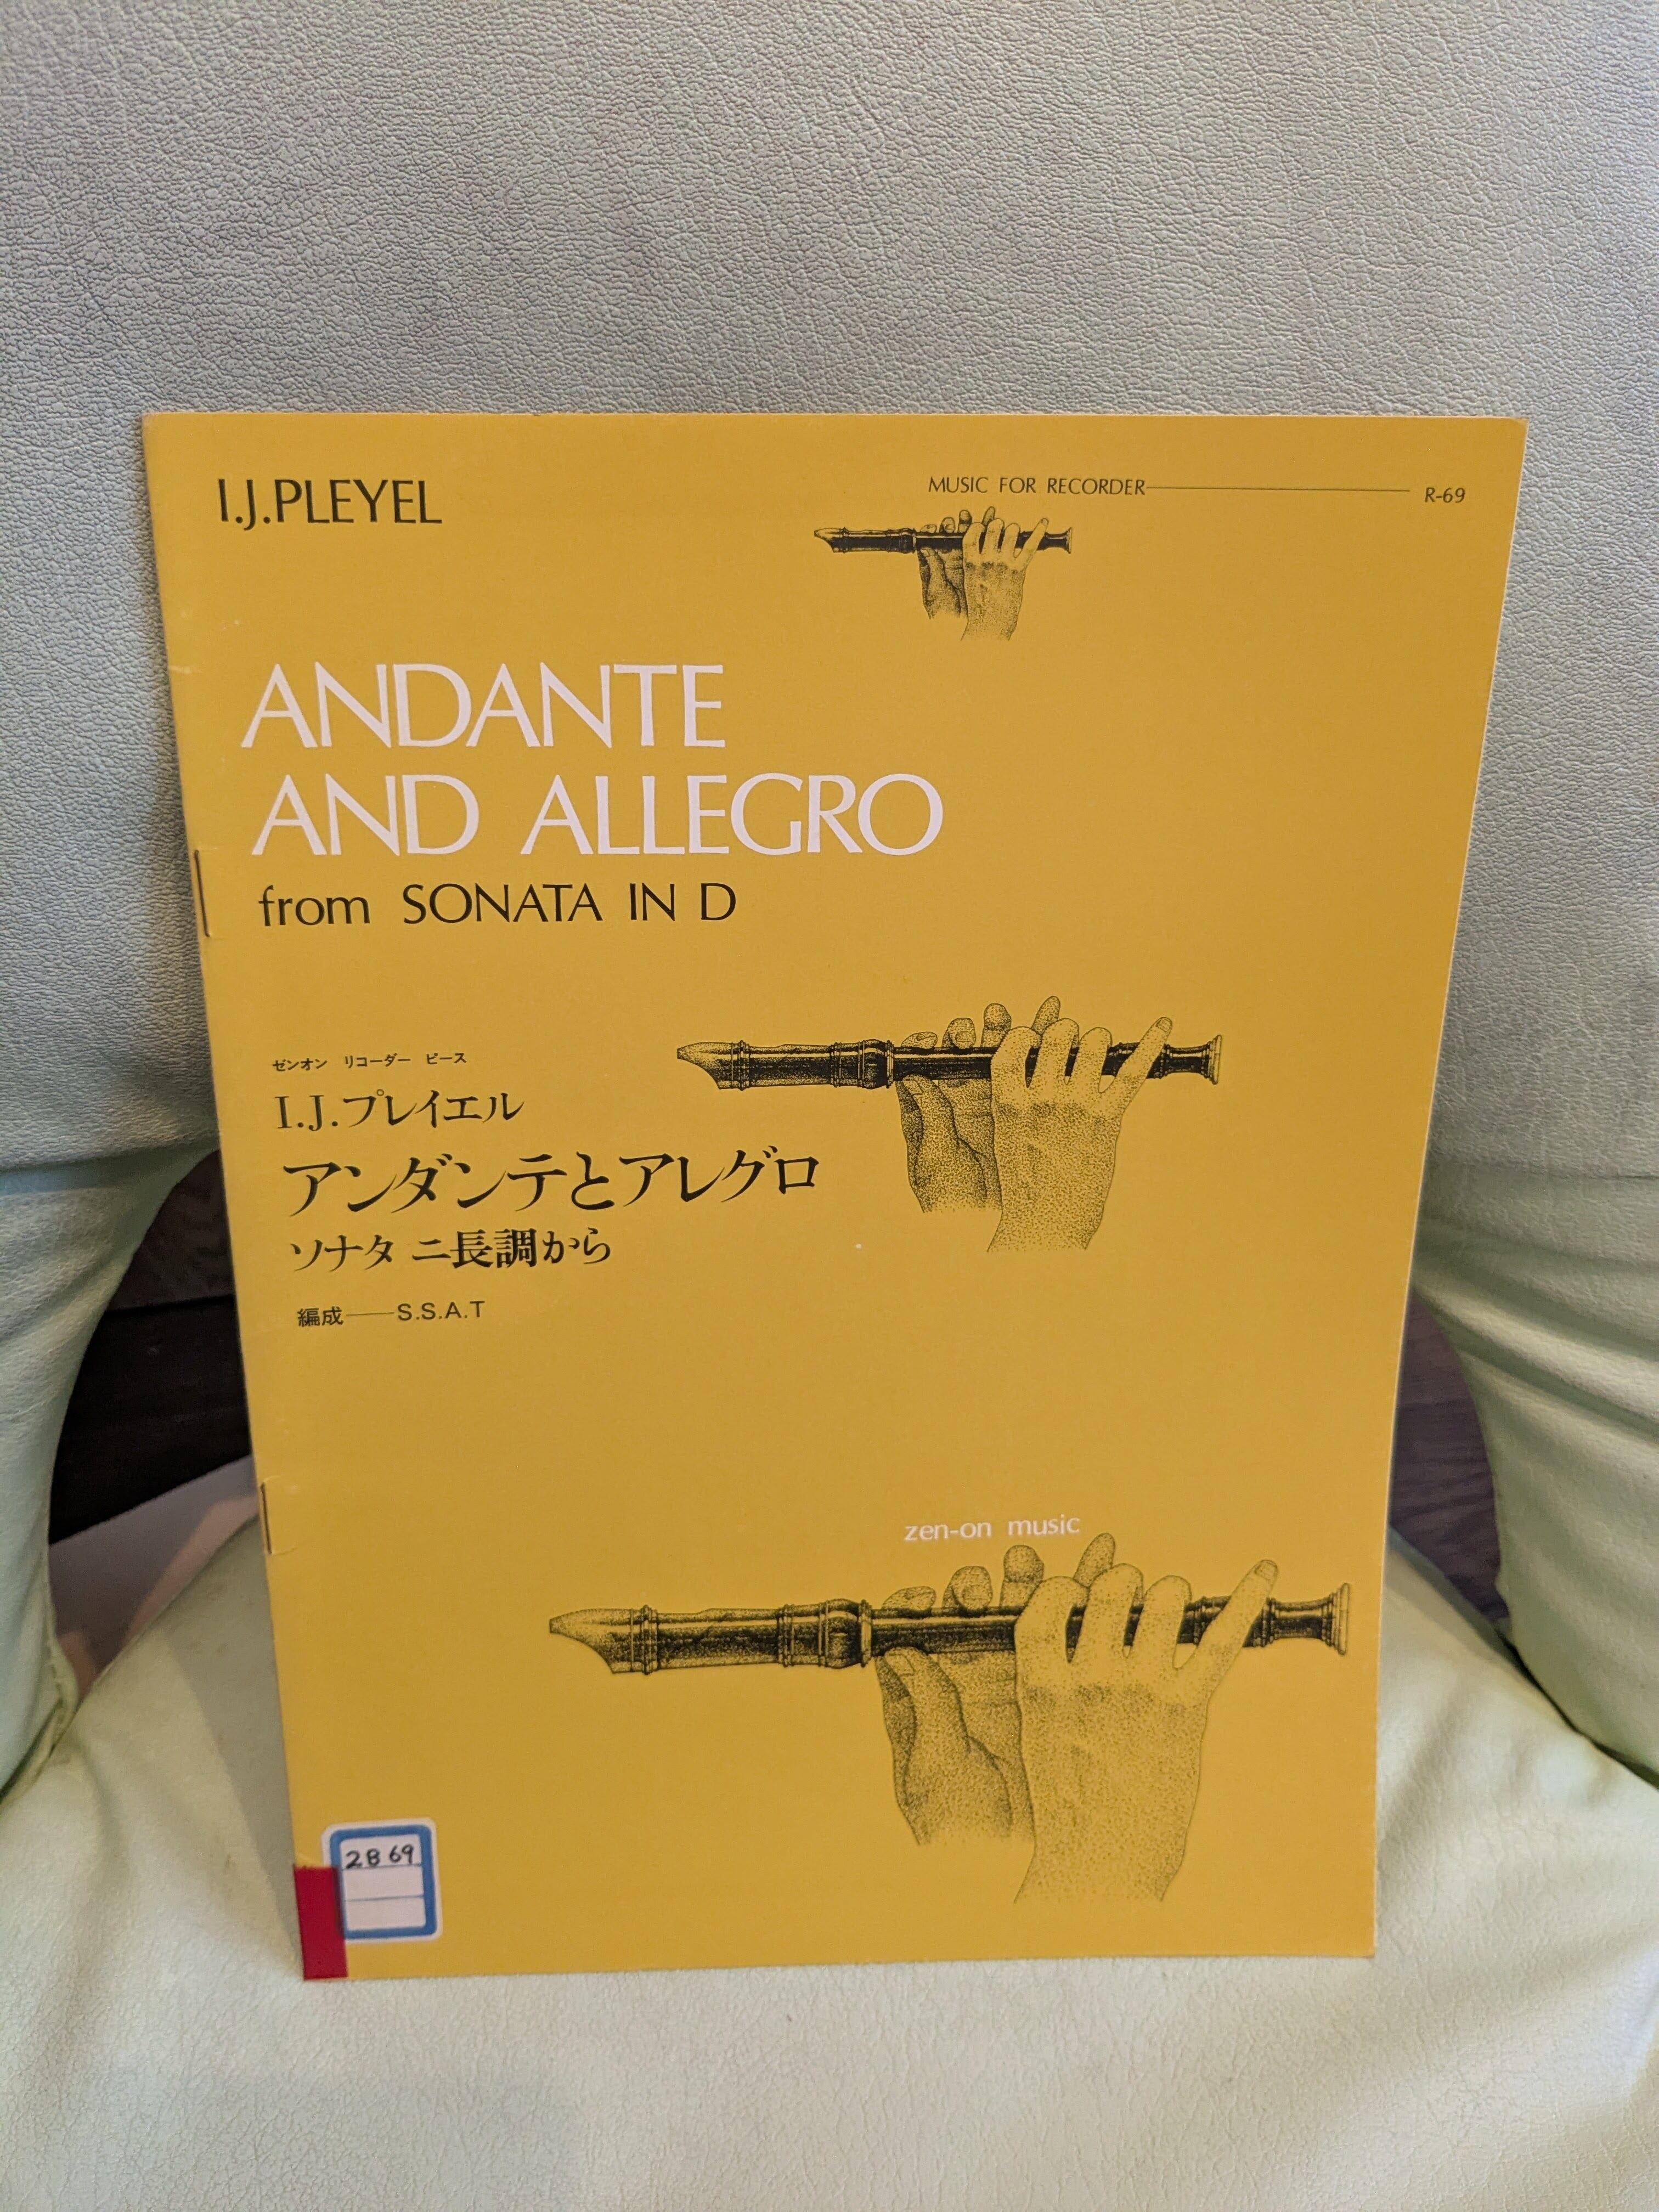 I.J.PLEYEL
MUSIC FOR RECORDER R-69
ANDANTE
AND ALLEGRO
from SONATA IN D
ゼンオン リコーダー ピース
I.J.プレイエル
アンダンテとアレグロ
ソナタ ニ長調から
編成──S.S.A.T
zen-on music
2B 69